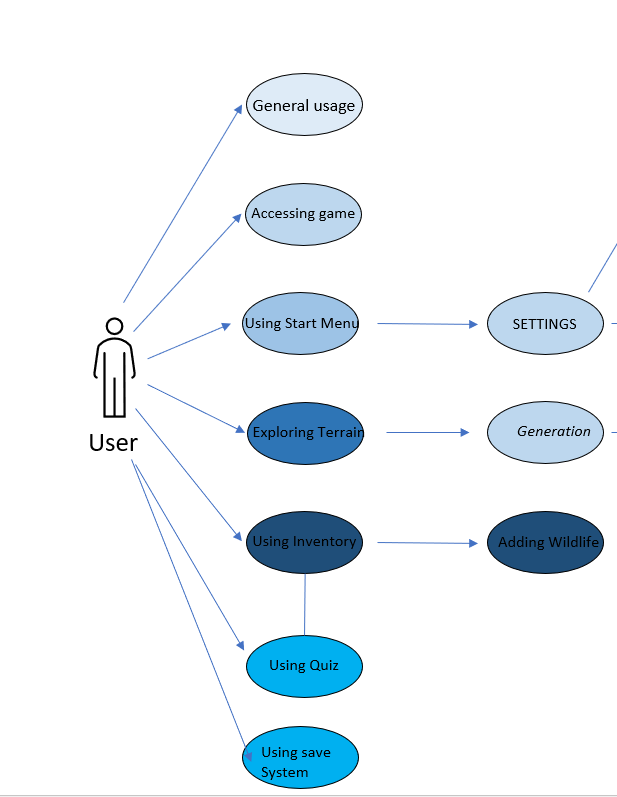 General usage
Accessing game
Using Start Menu
SETTINGS
Exploring Terrain
Generation
User
Using Inventory
Adding Wildlife
Using Quiz
Using save
System